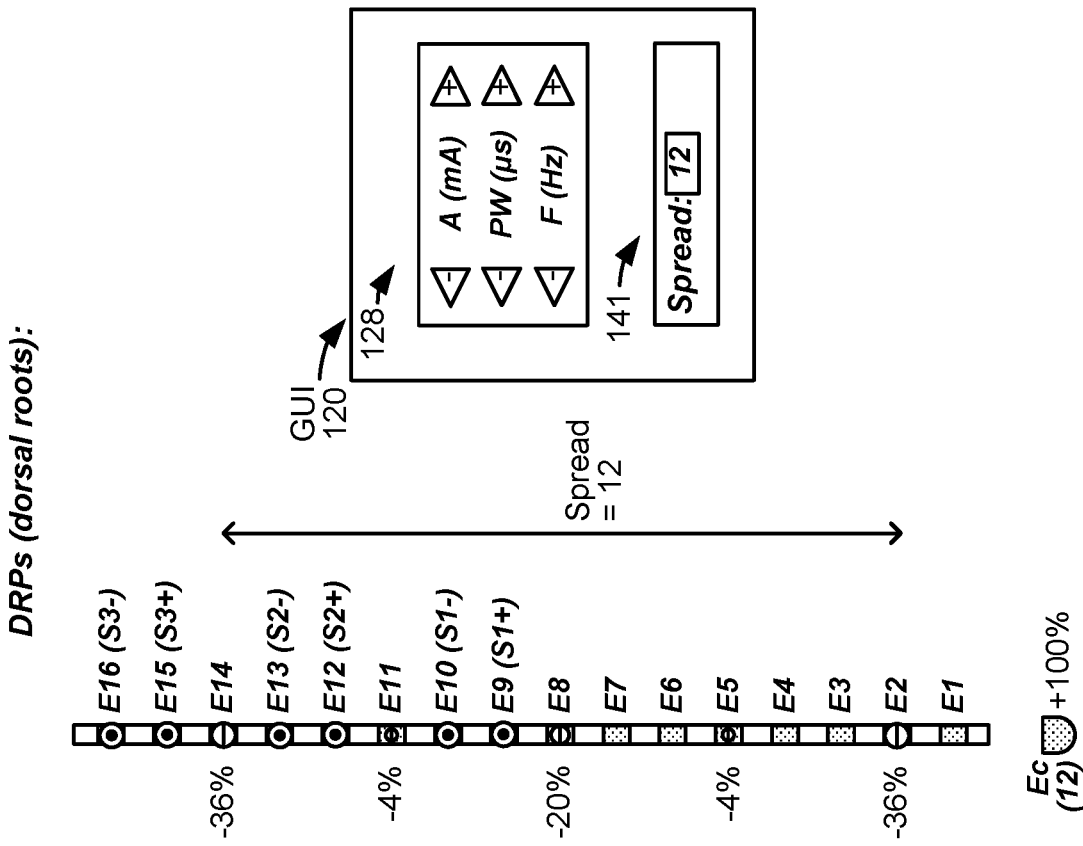 DRPs (dorsal roots):
E16 (S3-)
E15 (S3+)
-36% E14
E13 (S2-)
E12 (S2+)
-4% E11
E10 (S1-)
E9 (S1+)
-20% E8
E7
E6
-4% E5
E4
E3
-36% E2
E1
Ec
(12)
+100%
Spread
= 12
GUI
120
128
- A (mA) +
- PW (µs) +
- F (Hz) +
141
Spread: 12